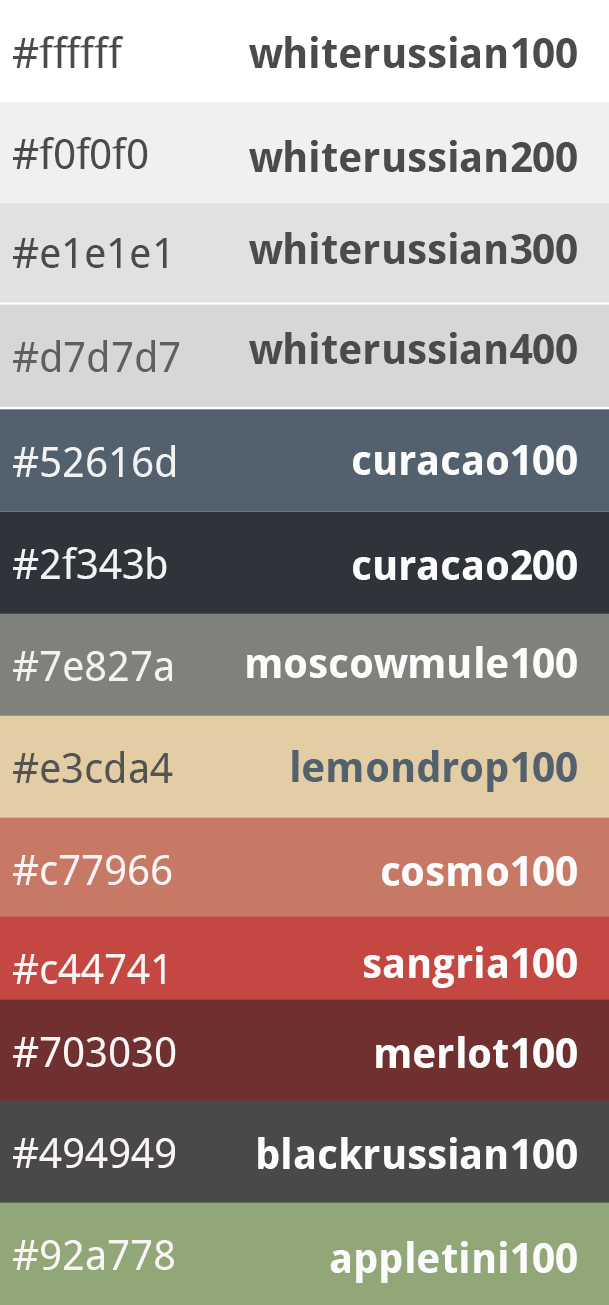 #ffffff whiterussian100
#f0f0f0 whiterussian200
#e1e1e1 whiterussian300
#d7d7d7 whiterussian400
#52616d curacao100
#2f343b curacao200
#7e827a moscowmule100
#e3cda4 lemondrop100
#c77966 cosmo100
#c44741 sangria100
#703030 merlot100
#494949 blackrussian100
#92a778 appletini100